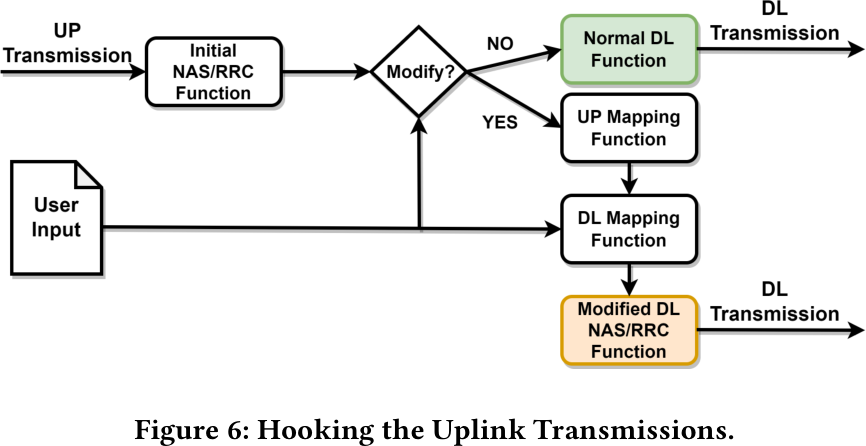 UP
Transmission
Initial
NAS/RRC
Function
Modify?
NO
YES
Normal DL
Function
DL
Transmission
UP Mapping
Function
User
Input
DL Mapping
Function
Modified DL
NAS/RRC
Function
DL
Transmission
Figure 6: Hooking the Uplink Transmissions.